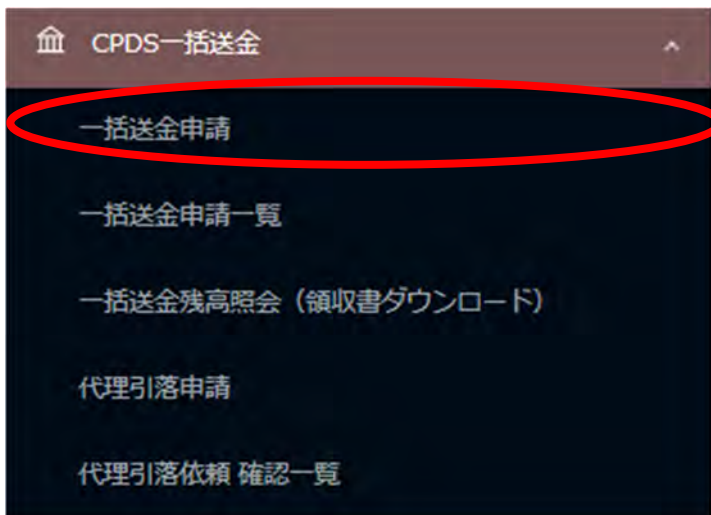 CPDS一括送金
一括送金申請
一括送金申請一覧
一括送金残高照会（領収書ダウンロード）
代理引落申請
代理引落依頼 確認一覧